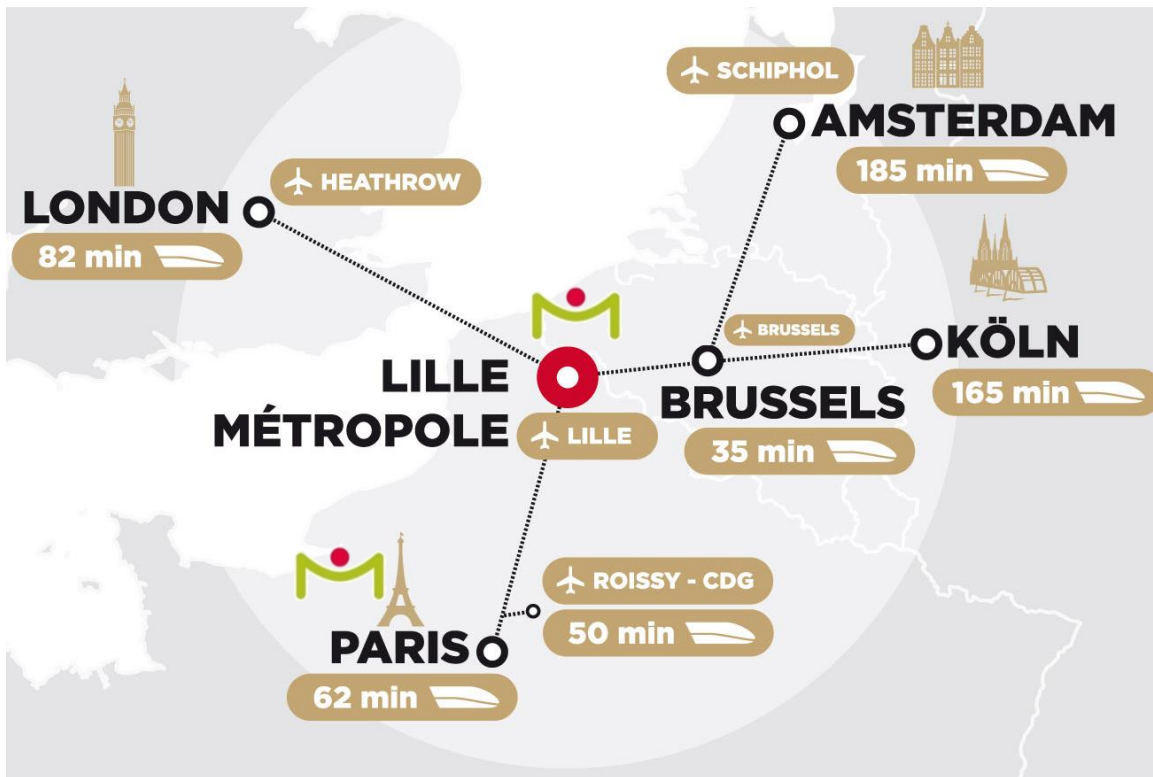 SCHIPHOL
AMSTERDAM
185 min
HEATHROW
LONDON
82 min
BRUSSELS
KÖLN
165 min
LILLE
MÉTROPOLE
LILLE
BRUSSELS
35 min
ROISSY - CDG
50 min
PARIS
62 min